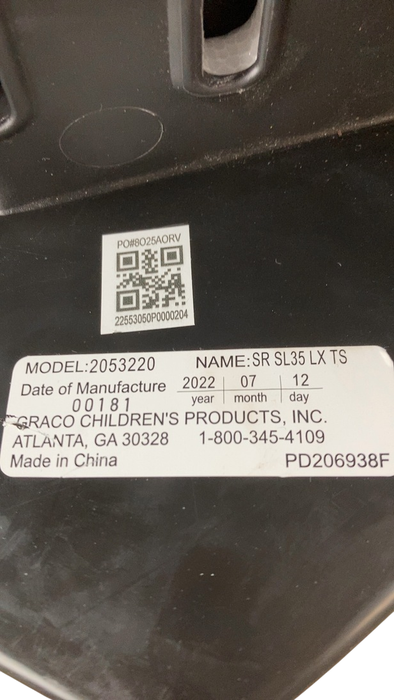 PO#8O25AORV
22553050P0000204
MODEL:2053220 NAME:SR SL35 LX TS
Date of Manufacture 2022 07 12
00181 year month day
GRACO CHILDREN'S PRODUCTS, INC.
ATLANTA, GA 30328 1-800-345-4109
Made in China PD206938F